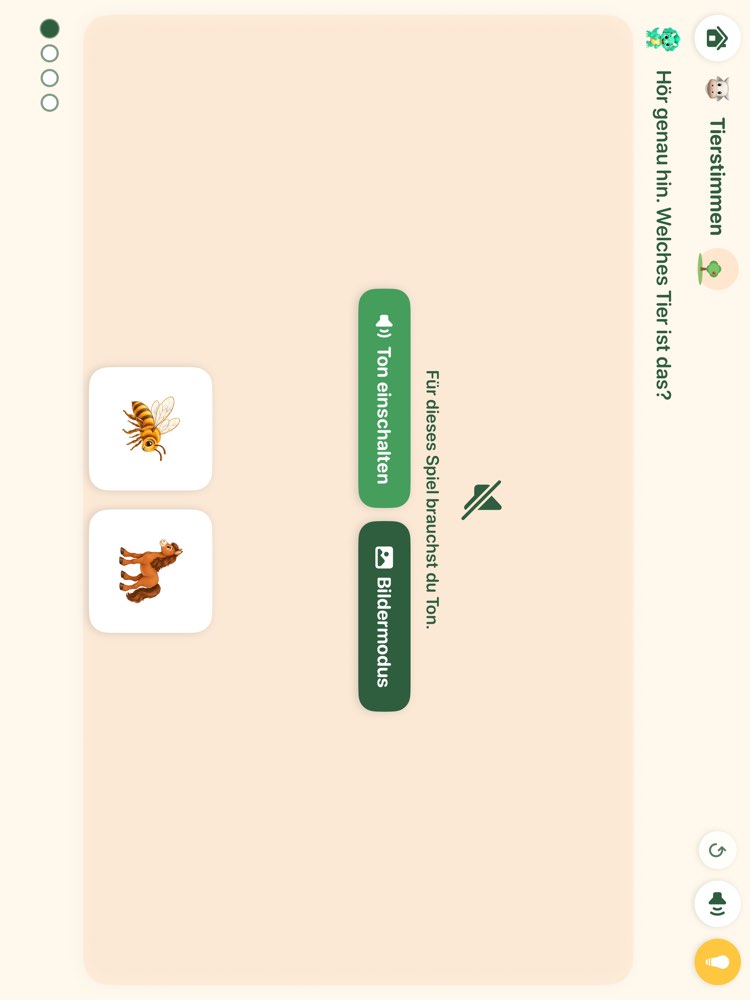 Tierstimmen
Hör genau hin. Welches Tier ist das?
Für dieses Spiel brauchst du Ton.
Ton einschalten
Bildermodus